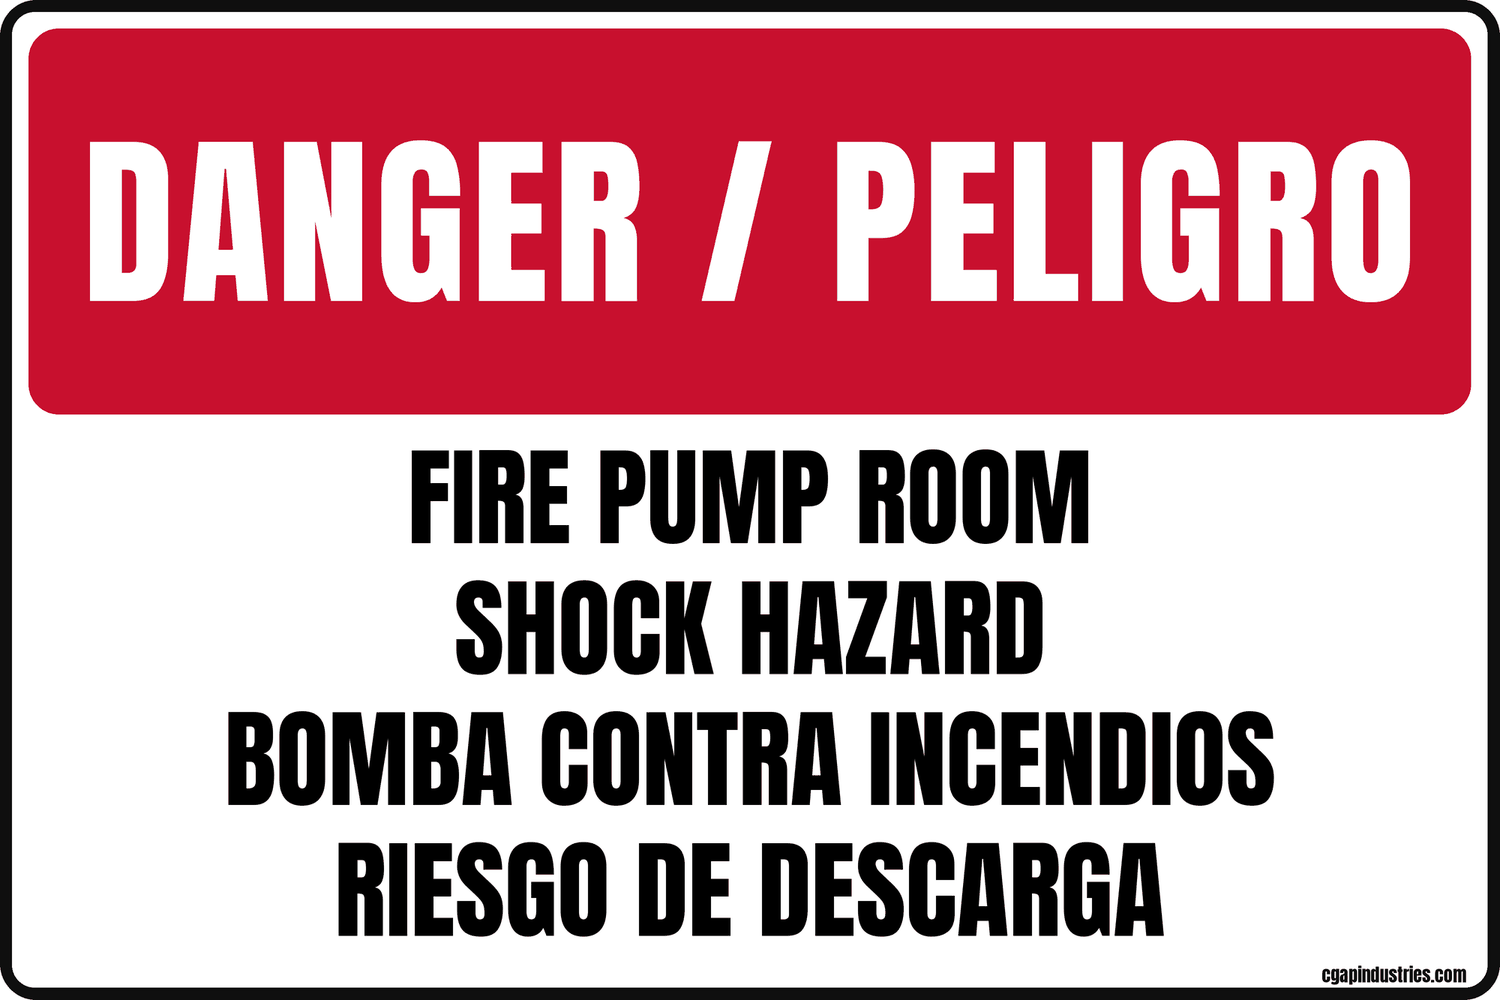 DANGER / PELIGRO
FIRE PUMP ROOM
SHOCK HAZARD
BOMBA CONTRA INCENDIOS
RIESGO DE DESCARGA
cgapindustries.com